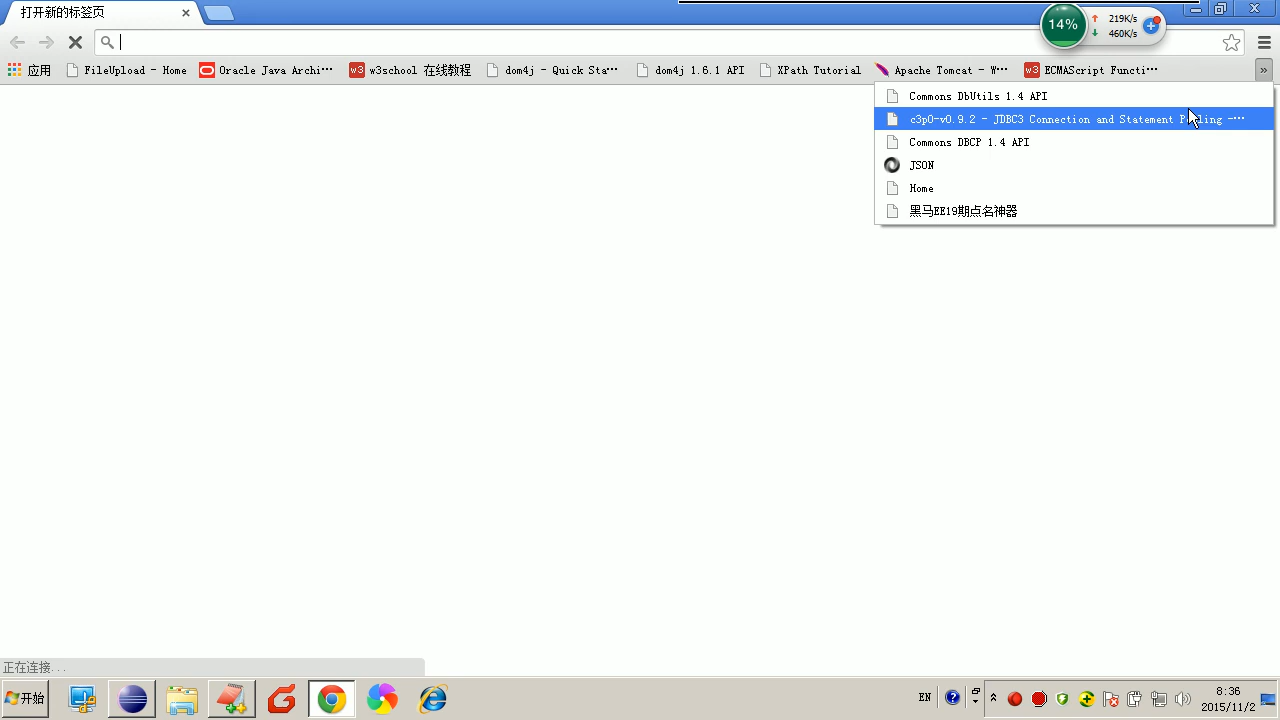 打开新的标签页
14%
219K/s
460K/s
应用
FileUpload - Home
Oracle Java Archi…
w3school 在线教程
dom4j - Quick Sta…
dom4j 1.6.1 API
XPath Tutorial
Apache Tomcat - W…
ECMAScript Functi…
»
Commons DbUtils 1.4 API
c3p0-v0.9.2 - JDBC3 Connection and Statement P ling -…
Commons DBCP 1.4 API
JSON
Home
黑马EE19期点名神器
正在连接...
开始
EN
8:36
2015/11/2